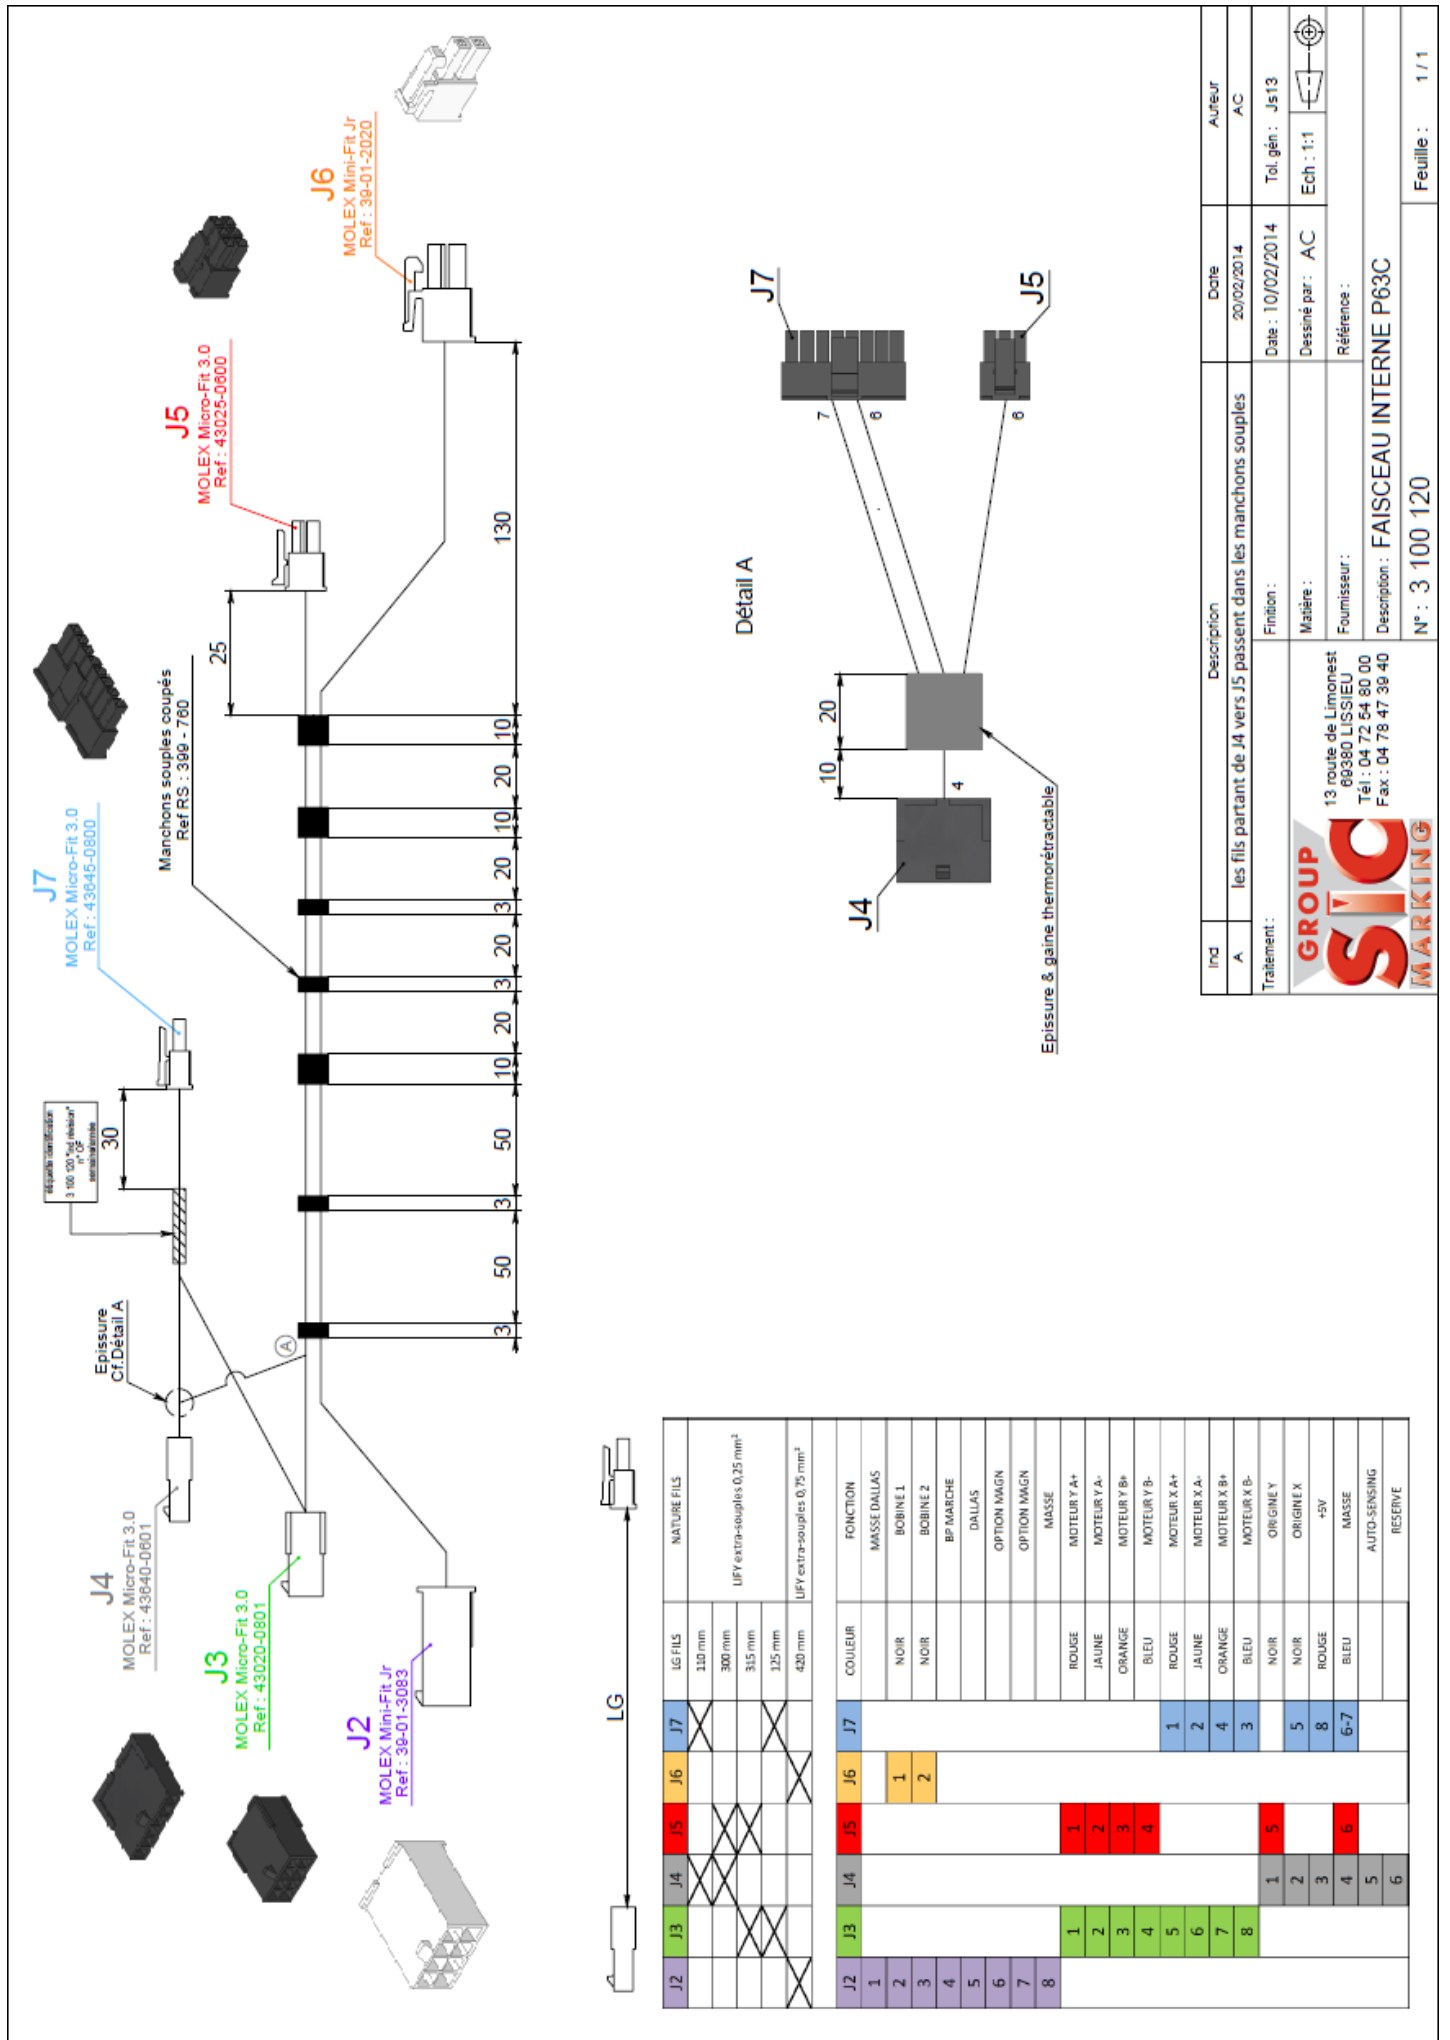 J7
MOLEX Micro-Fit 3.0
Ref : 43645-0800
J5
MOLEX Micro-Fit 3.0
Ref : 43025-0600
J6
MOLEX Mini-Fit Jr
Ref : 39-01-2020
J4
MOLEX Micro-Fit 3.0
Ref : 43640-0601
J3
MOLEX Micro-Fit 3.0
Ref : 43020-0801
J2
MOLEX Mini-Fit Jr
Ref : 39-01-3083
Epissure
Cf.Détail A
étiquette identification
3 100 120 "ind révision"
n° OF
semaine/année
30
Manchons souples coupés
Ref RS : 399 - 760
25
A
3 50 3 50 10 20 3 20 3 20 10 20 10 130
LG
J2 J3 J4 J5 J6 J7 LG FILS NATURE FILS
110 mm
300 mm
LIFY extra-souples 0,25 mm²
315 mm
125 mm
420 mm LIFY extra-souples 0,75 mm²
J2 J3 J4 J5 J6 J7 COULEUR FONCTION
1 MASSE DALLAS
2 1 NOIR BOBINE 1
3 2 NOIR BOBINE 2
4 BP MARCHE
5 DALLAS
6 OPTION MAGN
7 OPTION MAGN
8 MASSE
1 1 ROUGE MOTEUR Y A+
2 2 JAUNE MOTEUR Y A-
3 3 ORANGE MOTEUR Y B+
4 4 BLEU MOTEUR Y B-
5 1 ROUGE MOTEUR X A+
6 2 JAUNE MOTEUR X A-
7 4 ORANGE MOTEUR X B+
8 3 BLEU MOTEUR X B-
1 5 NOIR ORIGINE Y
2 5 NOIR ORIGINE X
3 8 ROUGE +5V
4 6 6-7 BLEU MASSE
5 AUTO-SENSING
6 RESERVE
Détail A
J4
10
20
4
7
6
6
J7
J5
Epissure & gaine thermorétractable
Ind Description Date Auteur
A les fils partant de J4 vers J5 passent dans les manchons souples 20/02/2014 AC
Traitement : Finition : Date : 10/02/2014 Tol. gén : Js13
Matière : Dessiné par : AC Ech : 1:1
Fournisseur : Référence :
GROUP
SIC
MARKING
13 route de Limonest
69380 LISSIEU
Tél : 04 72 54 80 00
Fax : 04 78 47 39 40
Description : FAISCEAU INTERNE P63C
N° : 3 100 120 Feuille : 1 / 1